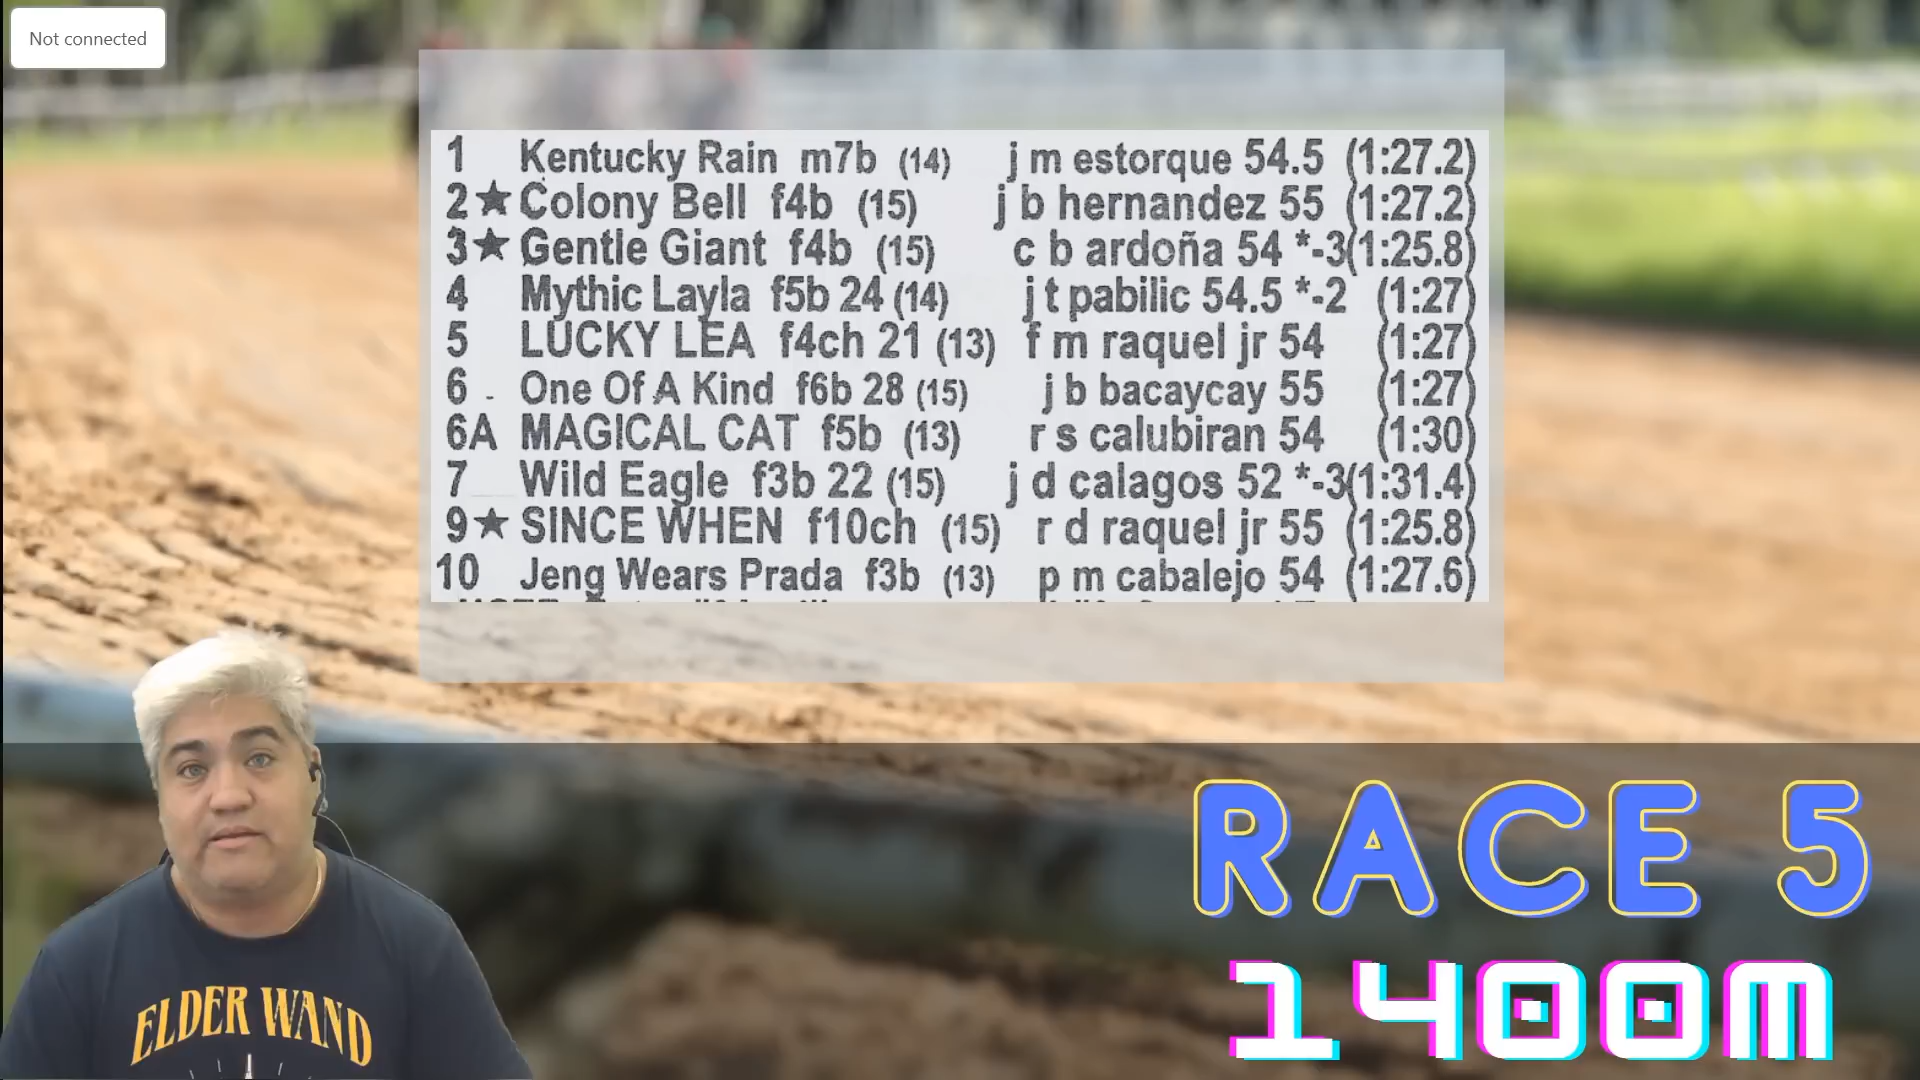 Not connected
1 Kentucky Rain m7b (14) j m estorque 54.5 (1:27.2)
2 ★ Colony Bell f4b (15) j b hernandez 55 (1:27.2)
3 ★ Gentle Giant f4b (15) c b ardoña 54 *-3(1:25.8)
4 Mythic Layla f5b 24 (14) j t pabilic 54.5 *-2 (1:27)
5 LUCKY LEA f4ch 21 (13) f m raquel jr 54 (1:27)
6 One Of A Kind f6b 28 (15) j b bacaycay 55 (1:27)
6A MAGICAL CAT f5b (13) r s calubiran 54 (1:30)
7 Wild Eagle f3b 22 (15) j d calagos 52 *-3(1:31.4)
9 ★ SINCE WHEN f10ch (15) r d raquel jr 55 (1:25.8)
10 Jeng Wears Prada f3b (13) p m cabalejo 54 (1:27.6)
RACE 5
1400M
ELDER WAND